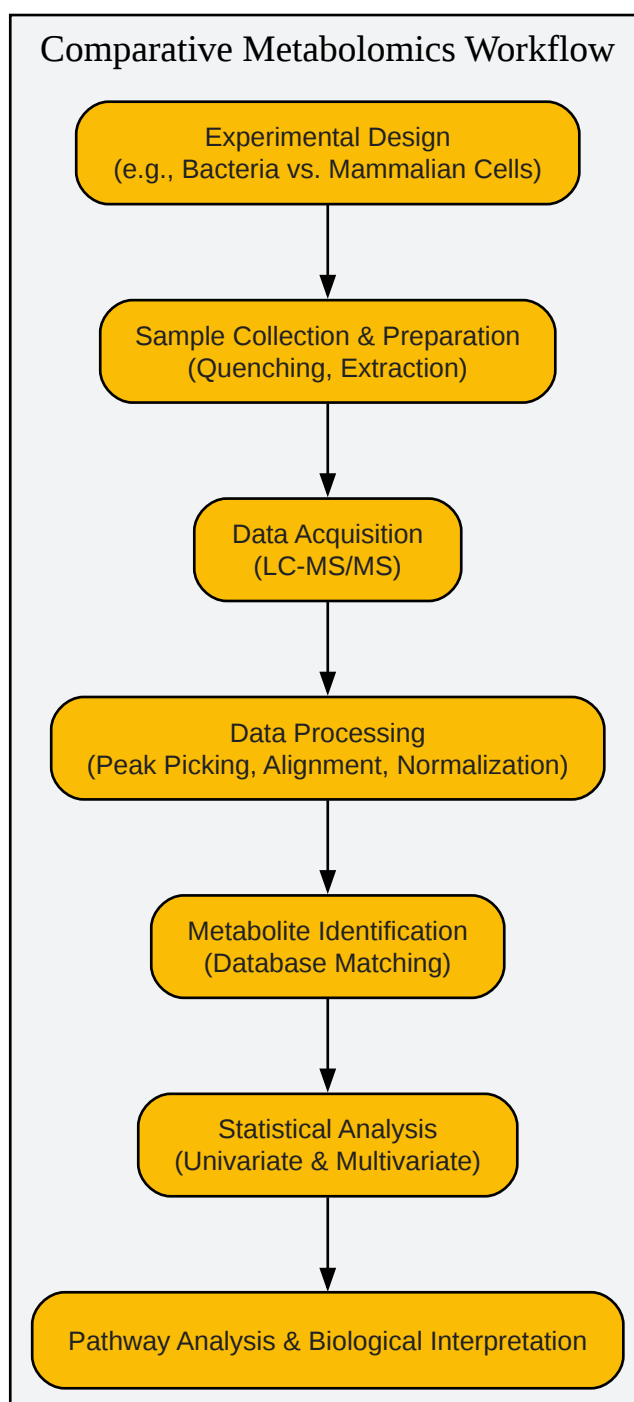 Comparative Metabolomics Workflow
Experimental Design
(e.g., Bacteria vs. Mammalian Cells)
Sample Collection & Preparation
(Quenching, Extraction)
Data Acquisition
(LC-MS/MS)
Data Processing
(Peak Picking, Alignment, Normalization)
Metabolite Identification
(Database Matching)
Statistical Analysis
(Univariate & Multivariate)
Pathway Analysis & Biological Interpretation